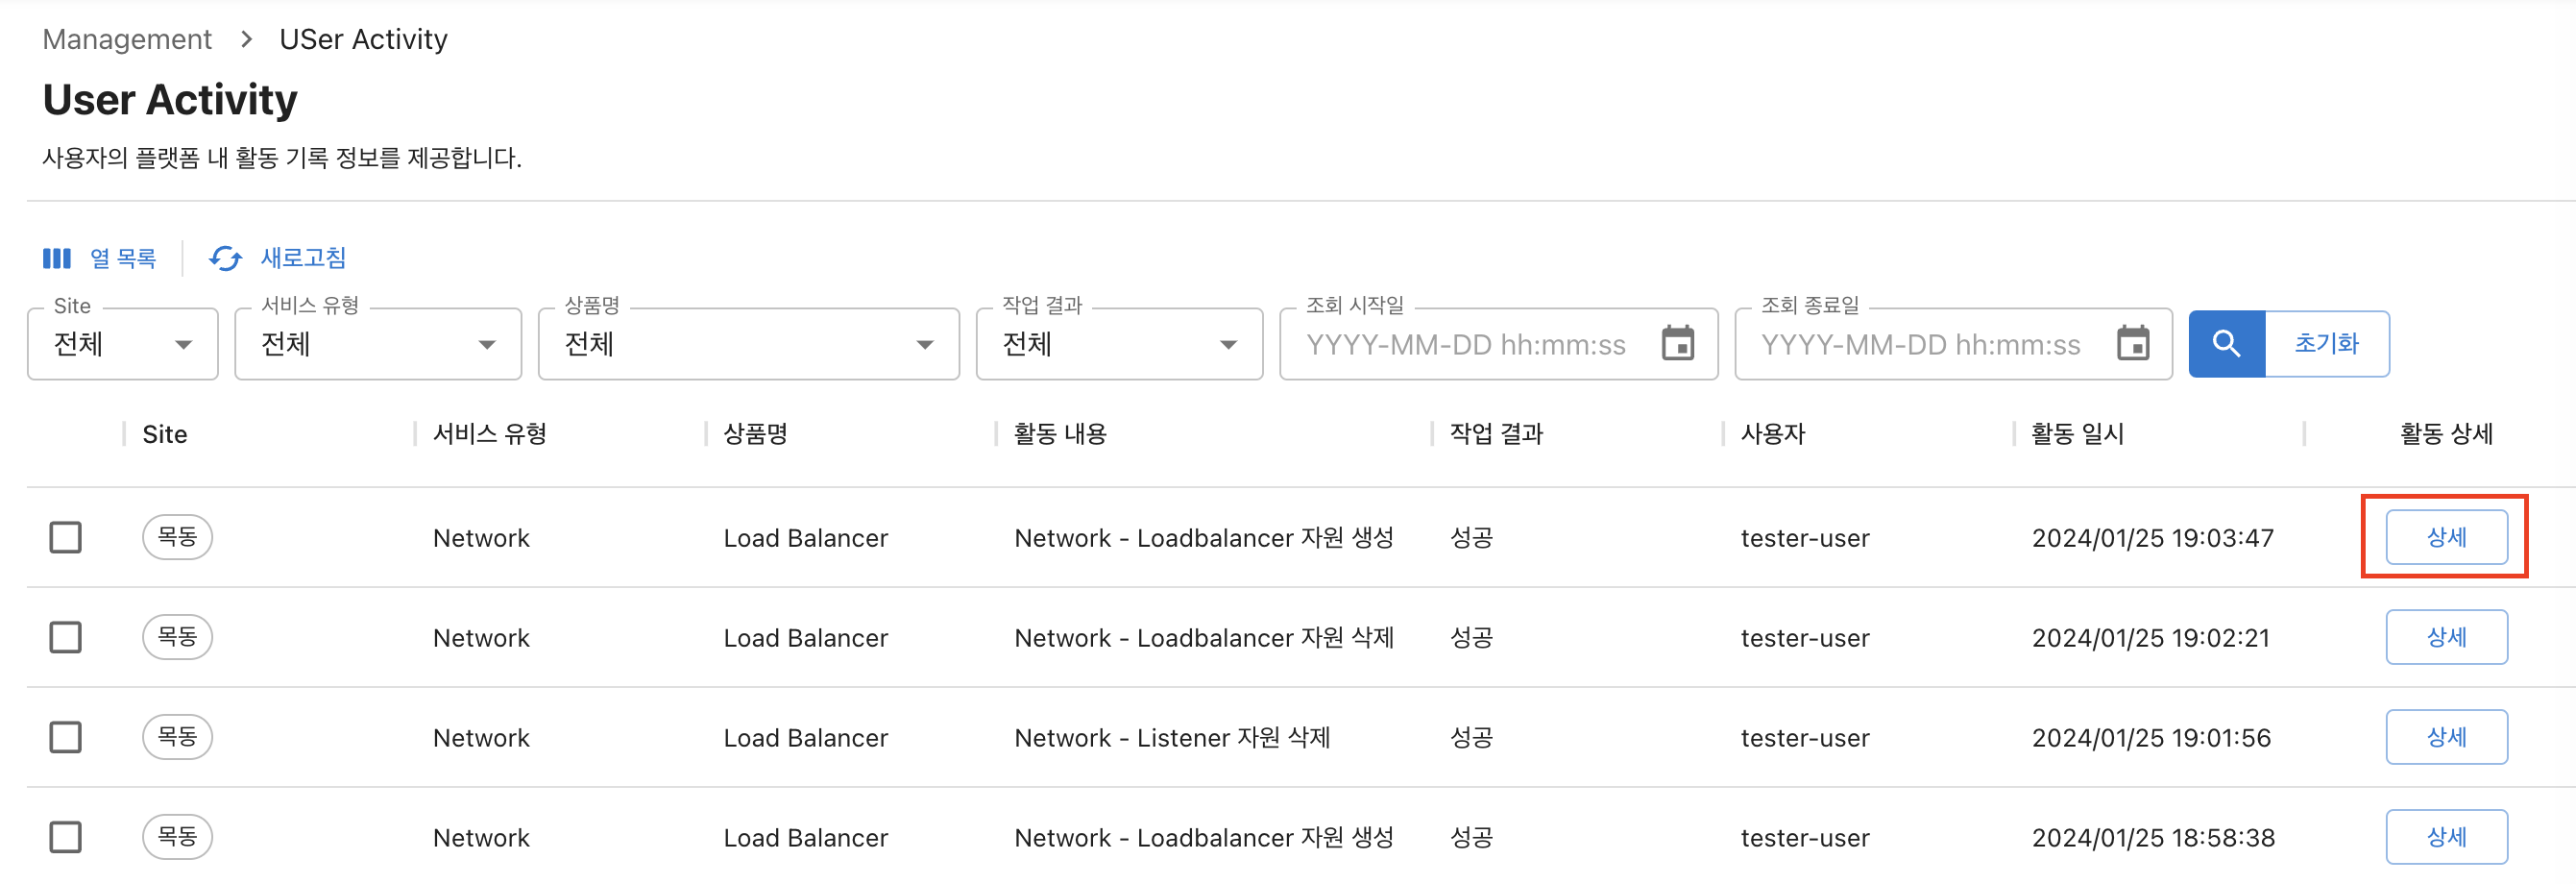 Management > USer Activity
User Activity
사용자의 플랫폼 내 활동 기록 정보를 제공합니다.
열 목록 새로고침
Site 서비스 유형 상품명 작업 결과 조회 시작일 조회 종료일
전체 전체 전체 전체 YYYY-MM-DD hh:mm:ss YYYY-MM-DD hh:mm:ss 초기화
Site 서비스 유형 상품명 활동 내용 작업 결과 사용자 활동 일시 활동 상세
목동 Network Load Balancer Network - Loadbalancer 자원 생성 성공 tester-user 2024/01/25 19:03:47 상세
목동 Network Load Balancer Network - Loadbalancer 자원 삭제 성공 tester-user 2024/01/25 19:02:21 상세
목동 Network Load Balancer Network - Listener 자원 삭제 성공 tester-user 2024/01/25 19:01:56 상세
목동 Network Load Balancer Network - Loadbalancer 자원 생성 성공 tester-user 2024/01/25 18:58:38 상세